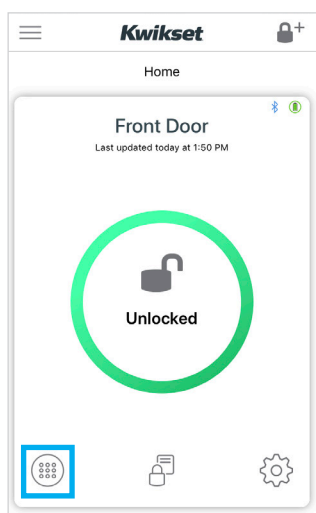 Kwikset
Home
Front Door
Last updated today at 1:50 PM
Unlocked